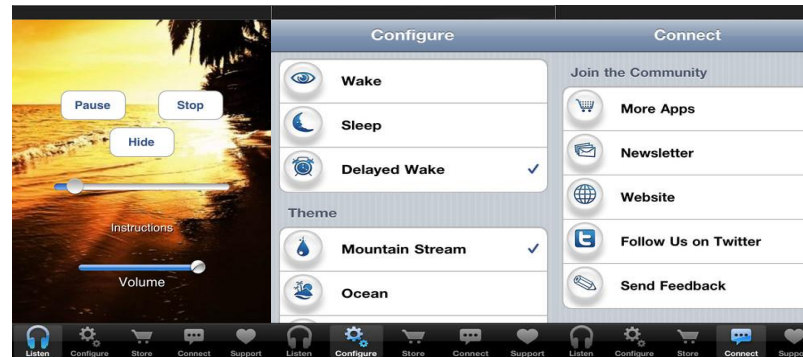 Pause
Stop
Hide
Instructions
Volume
Listen
Configure
Store
Connect
Support
Configure
Wake
Sleep
Delayed Wake
Theme
Mountain Stream
Ocean
Listen
Configure
Store
Connect
Support
Connect
Join the Community
More Apps
Newsletter
Website
Follow Us on Twitter
Send Feedback
Listen
Configure
Store
Connect
Suppo